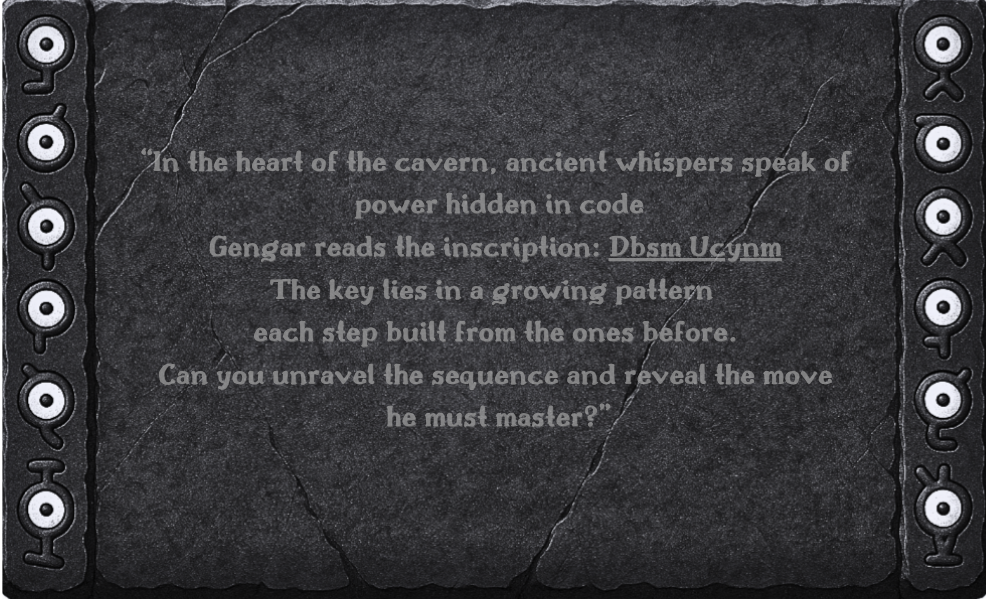 “In the heart of the cavern, ancient whispers speak of
power hidden in code
Gengar reads the inscription: Dbsm Ucynm
The key lies in a growing pattern
each step built from the ones before.
Can you unravel the sequence and reveal the move
he must master?”